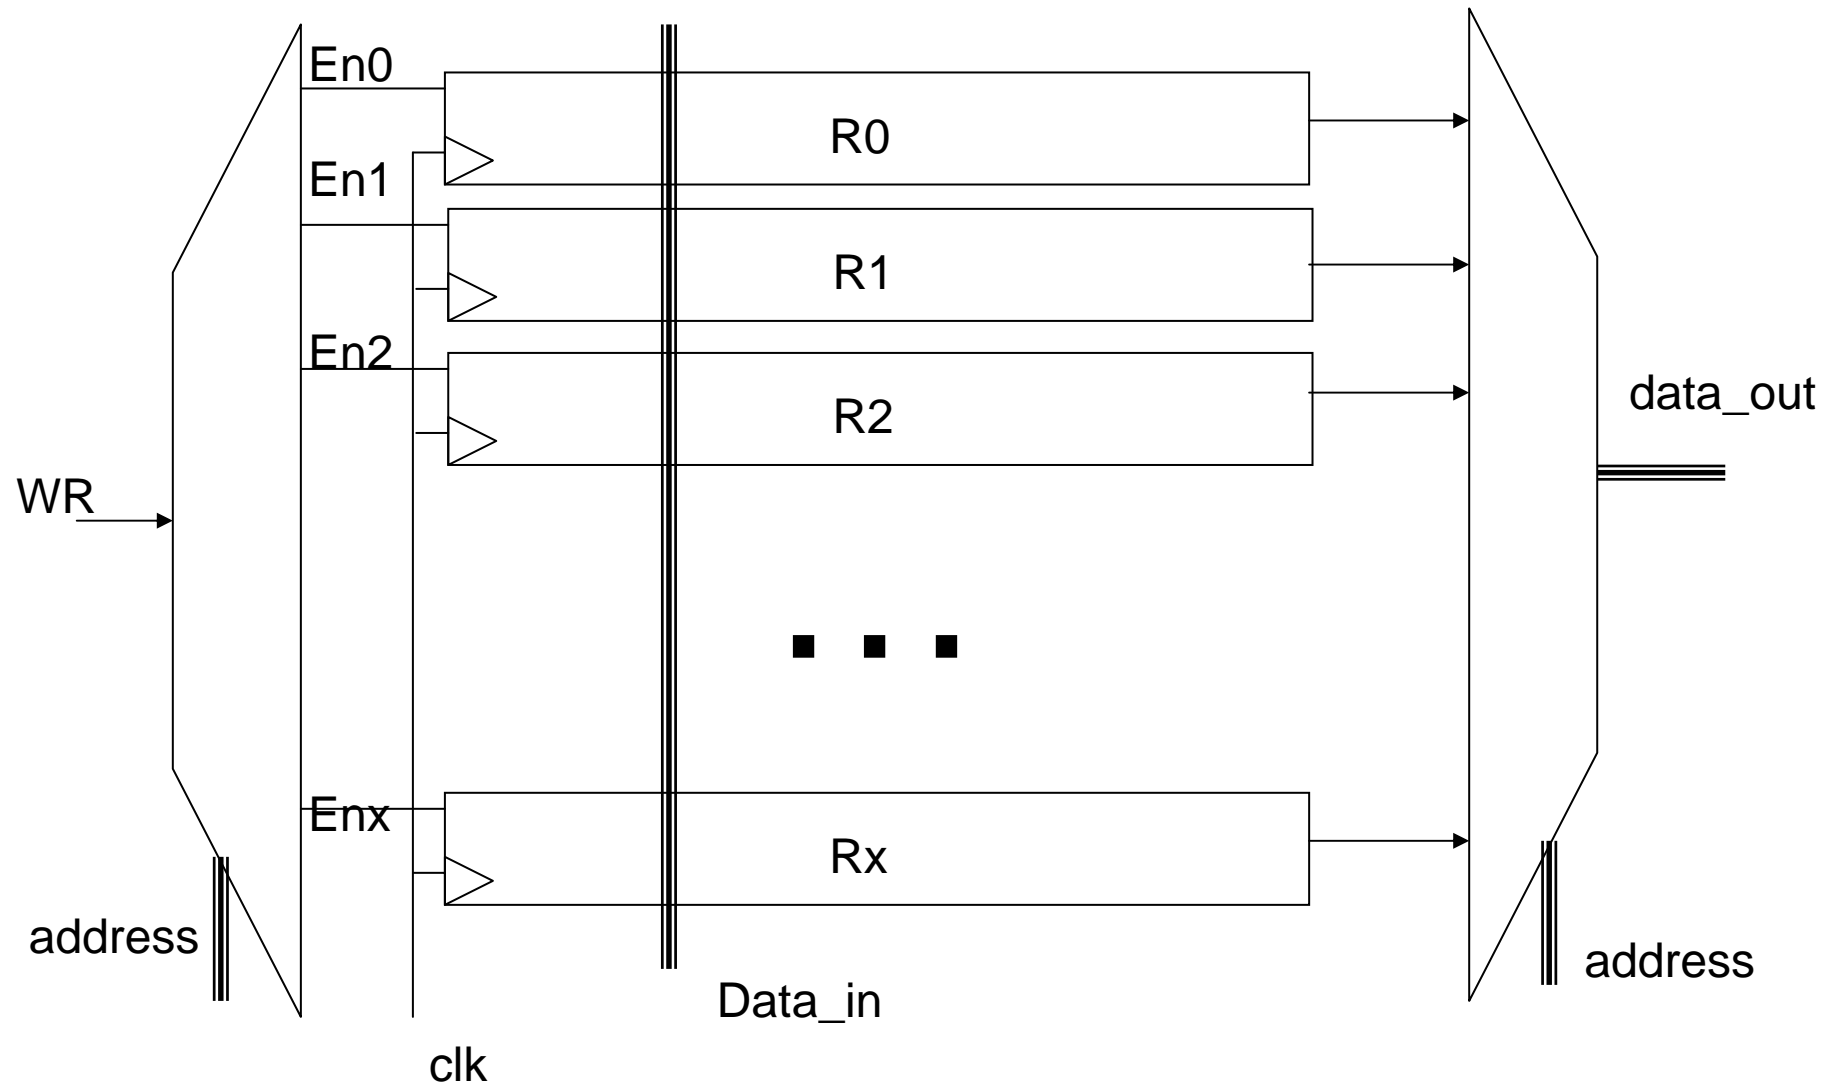 En0
R0
En1
R1
En2
R2
data_out
WR
Enx
Rx
address
address
Data_in
clk